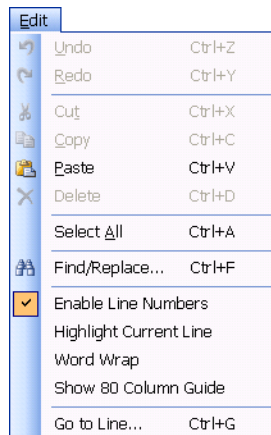 Edit
Undo Ctrl+Z
Redo Ctrl+Y
Cut Ctrl+X
Copy Ctrl+C
Paste Ctrl+V
Delete Ctrl+D
Select All Ctrl+A
Find/Replace... Ctrl+F
Enable Line Numbers
Highlight Current Line
Word Wrap
Show 80 Column Guide
Go to Line... Ctrl+G